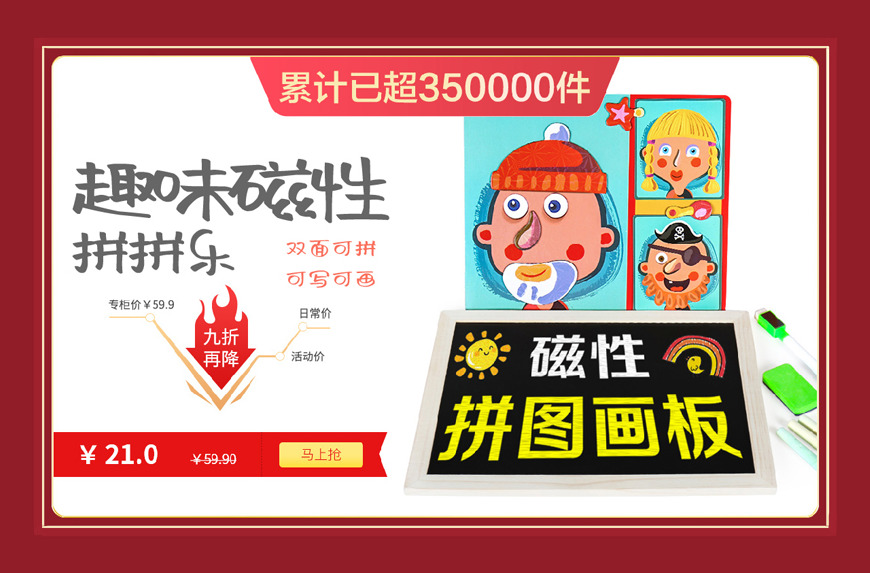 累计已超350000件
趣味磁性
拼拼乐
双面可拼
可写可画
专柜价￥59.9
日常价
九折
再降
活动价
￥21.0
￥59.90
马上抢
磁性
拼图画板